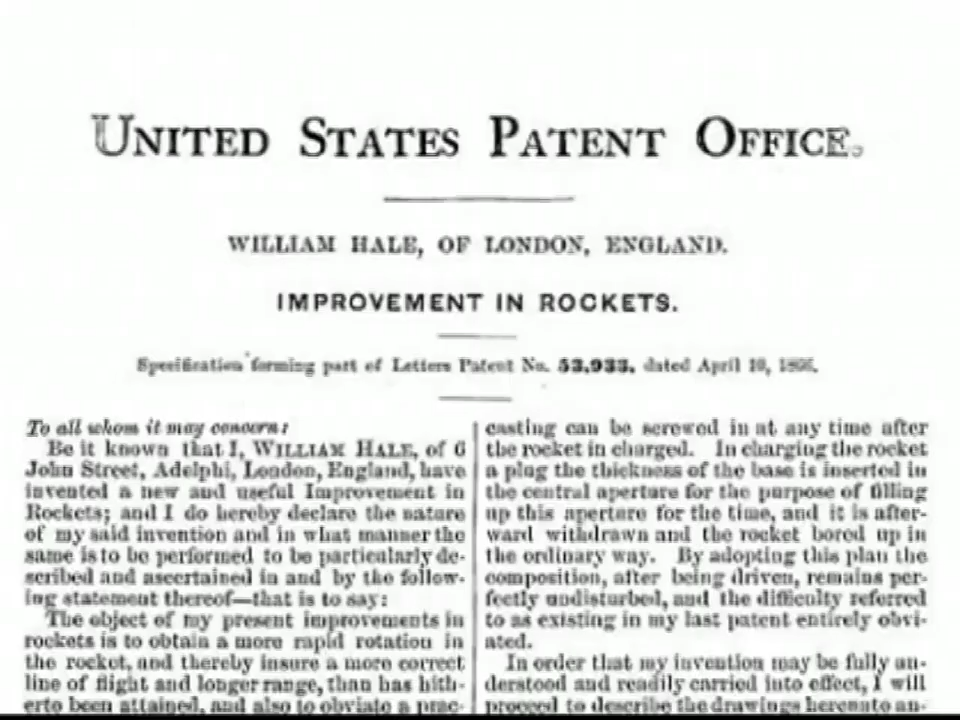 UNITED STATES PATENT OFFICE.
WILLIAM HALE, OF LONDON, ENGLAND.
IMPROVEMENT IN ROCKETS.
Specification forming part of Letters Patent No. 53,933, dated April 10, 1866.
To all whom it may concern:
Be it known that I, WILLIAM HALE, of 6
John Street, Adelphi, London, England, have
invented a new and useful Improvement in
Rockets; and I do hereby declare the nature
of my said invention and in what manner the
same is to be performed to be particularly de-
scribed and ascertained in and by the follow-
ing statement thereof—that is to say:
The object of my present improvements in
rockets is to obtain a more rapid rotation in
the rocket, and thereby insure a more correct
line of flight and longer range, than has hith-
erto been attained, and also to obviate a prac-
casting can be screwed in at any time after
the rocket in charged. In charging the rocket
a plug the thickness of the base is inserted in
the central aperture for the purpose of filling
up this aperture for the time, and it is after-
ward withdrawn and the rocket bored up in
the ordinary way. By adopting this plan the
composition, after being driven, remains per-
fectly undisturbed, and the difficulty referred
to as existing in my last patent entirely obvi-
ated.
In order that my invention may be fully un-
derstood and readily carried into effect, I will
proceed to describe the drawings hereunto an-